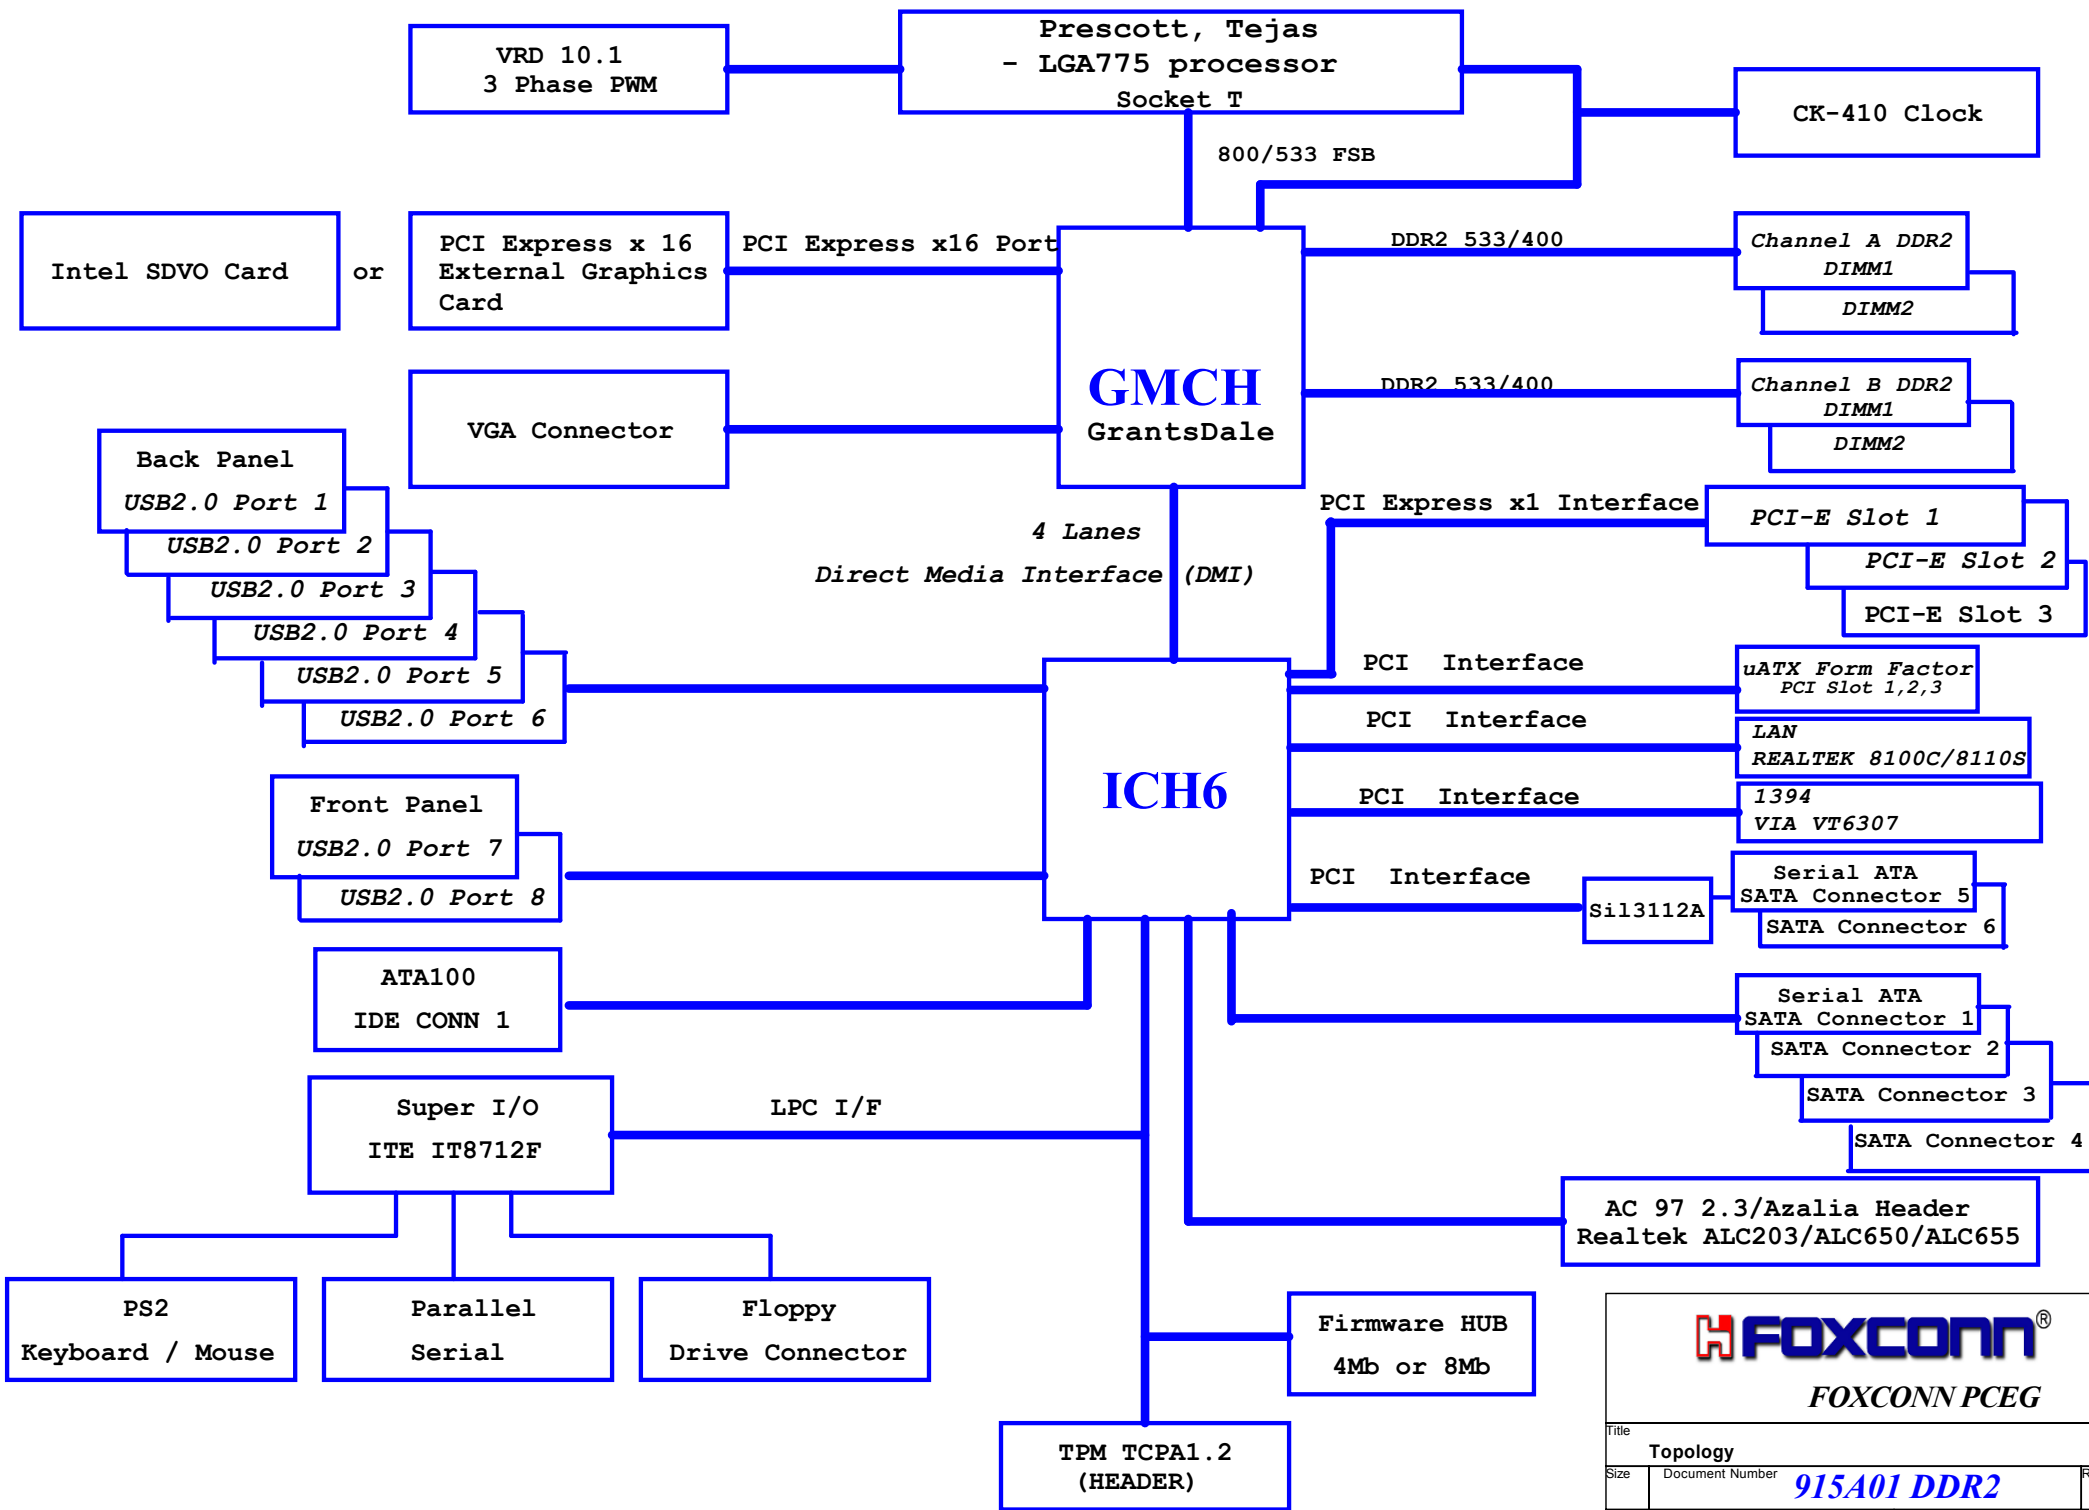 VRD 10.1
3 Phase PWM
Prescott, Tejas
- LGA775 processor
Socket T
CK-410 Clock
800/533 FSB
Intel SDVO Card
or
PCI Express x 16
External Graphics
Card
PCI Express x16 Port
DDR2 533/400
Channel A DDR2
DIMM1
DIMM2
GMCH
GrantsDale
VGA Connector
DDR2 533/400
Channel B DDR2
DIMM1
DIMM2
Back Panel
USB2.0 Port 1
USB2.0 Port 2
USB2.0 Port 3
USB2.0 Port 4
USB2.0 Port 5
USB2.0 Port 6
4 Lanes
Direct Media Interface (DMI)
PCI Express x1 Interface
PCI-E Slot 1
PCI-E Slot 2
PCI-E Slot 3
PCI Interface
uATX Form Factor
PCI Slot 1,2,3
PCI Interface
LAN
REALTEK 8100C/8110S
ICH6
PCI Interface
1394
VIA VT6307
Front Panel
USB2.0 Port 7
USB2.0 Port 8
PCI Interface
Sil3112A
Serial ATA
SATA Connector 5
SATA Connector 6
ATA100
IDE CONN 1
Serial ATA
SATA Connector 1
SATA Connector 2
SATA Connector 3
SATA Connector 4
Super I/O
ITE IT8712F
LPC I/F
AC 97 2.3/Azalia Header
Realtek ALC203/ALC650/ALC655
PS2
Keyboard / Mouse
Parallel
Serial
Floppy
Drive Connector
Firmware HUB
4Mb or 8Mb
TPM TCPA1.2
(HEADER)
FOXCONN®
FOXCONN PCEG
Title
Topology
Size
Document Number
915A01 DDR2